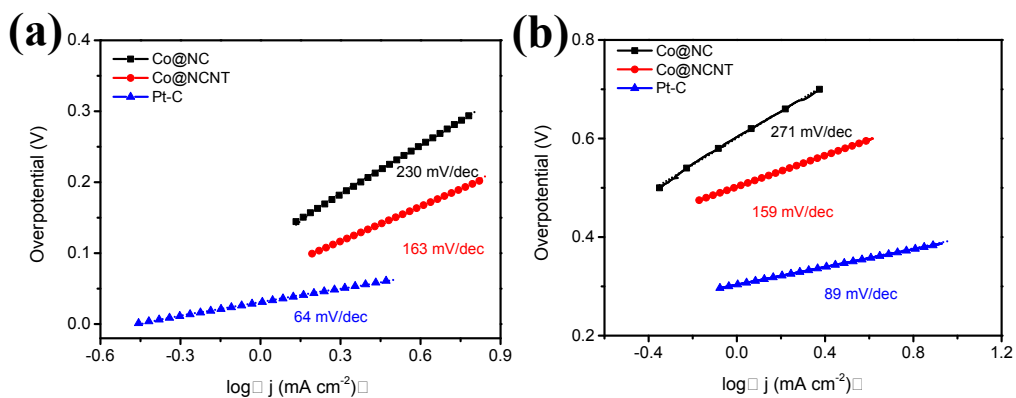 (a)
0.4
0.3
0.2
0.1
0.0
Overpotential (V)
Co@NC
Co@NCNT
Pt-C
230 mV/dec
163 mV/dec
64 mV/dec
-0.6 -0.3 0.0 0.3 0.6 0.9
log□ j (mA cm-2)□
(b)
0.8
0.6
0.4
0.2
Overpotential (V)
Co@NC
Co@NCNT
Pt-C
271 mV/dec
159 mV/dec
89 mV/dec
-0.4 0.0 0.4 0.8 1.2
log□ j (mA cm-2)□